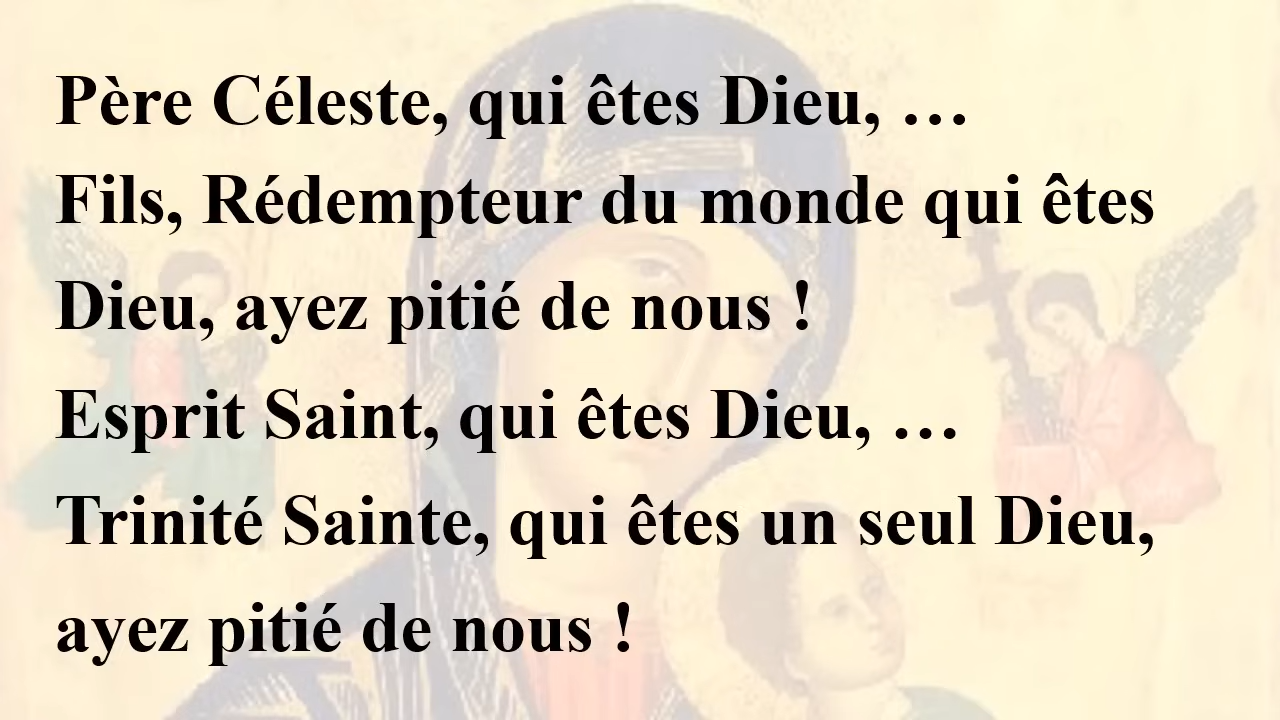 Père Céleste, qui êtes Dieu, …
Fils, Rédempteur du monde qui êtes
Dieu, ayez pitié de nous !
Esprit Saint, qui êtes Dieu, …
Trinité Sainte, qui êtes un seul Dieu,
ayez pitié de nous !